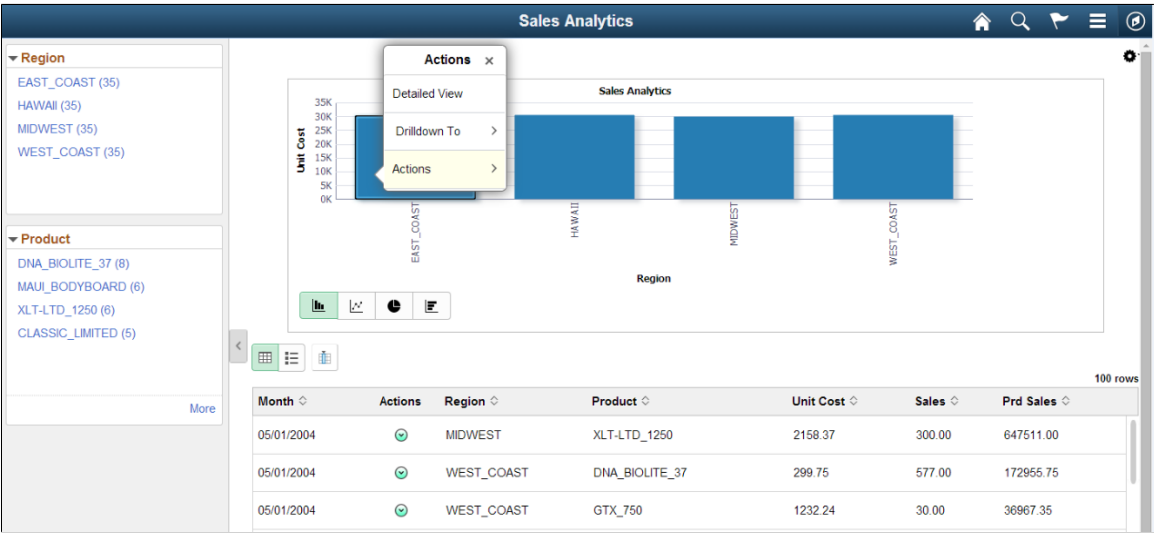 Sales Analytics
Region
EAST_COAST (35)
HAWAII (35)
MIDWEST (35)
WEST_COAST (35)
Product
DNA_BIOLITE_37 (8)
MAUI_BODYBOARD (6)
XLT-LTD_1250 (6)
CLASSIC_LIMITED (5)
More
Actions ×
Detailed View
Drilldown To
Actions
Sales Analytics
Unit Cost
35K
30K
25K
20K
15K
10K
5K
0K
EAST_COAST
HAWAII
MIDWEST
WEST_COAST
Region
100 rows
Month Actions Region Product Unit Cost Sales Prd Sales
05/01/2004 MIDWEST XLT-LTD_1250 2158.37 300.00 647511.00
05/01/2004 WEST_COAST DNA_BIOLITE_37 299.75 577.00 172955.75
05/01/2004 WEST_COAST GTX_750 1232.24 30.00 36967.35